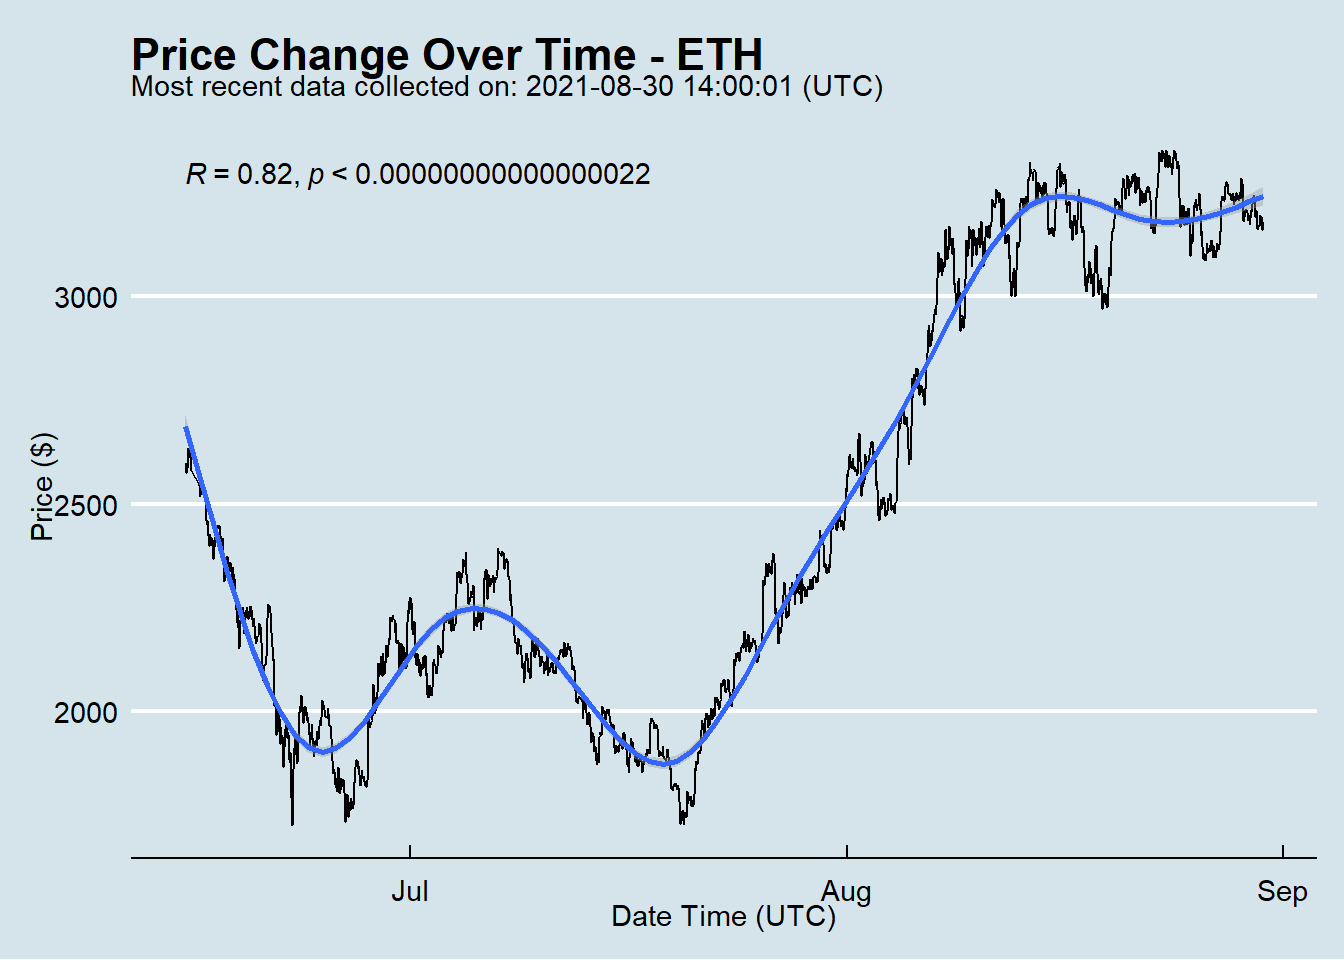 Price Change Over Time - ETH
Most recent data collected on: 2021-08-30 14:00:01 (UTC)
R = 0.82, p < 0.00000000000000022
3000
2500
2000
Price ($)
Jul
Aug
Sep
Date Time (UTC)